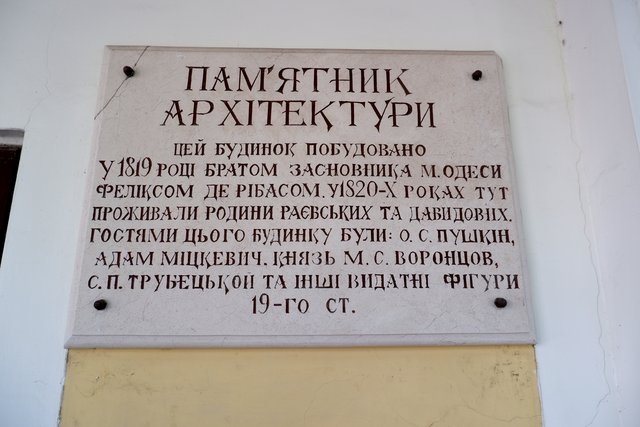 ПАМ'ЯТНИК
АРХІТЕКТУРИ
ЦЕЙ БУДИНОК ПОБУДОВАНО
У 1819 РОЦІ БРАТОМ ЗАСНОВНИКА М.ОДЕСИ
ФЕЛІКСОМ ДЕ РІБАСОМ. У 1820-Х РОКАХ ТУТ
ПРОЖИВАЛИ РОДИНИ РАЄВСЬКИХ ТА ДАВИДОВИХ.
ГОСТЯМИ ЦЬОГО БУДИНКУ БУЛИ: О.С. ПУШКІН,
АДАМ МІЦКЕВИЧ. КНЯЗЬ М.С. ВОРОНЦОВ,
С.П. ТРУБЕЦЬКОЙ ТА ІНШІ ВИДАТНІ ФІГУРИ
19-ГО СТ.